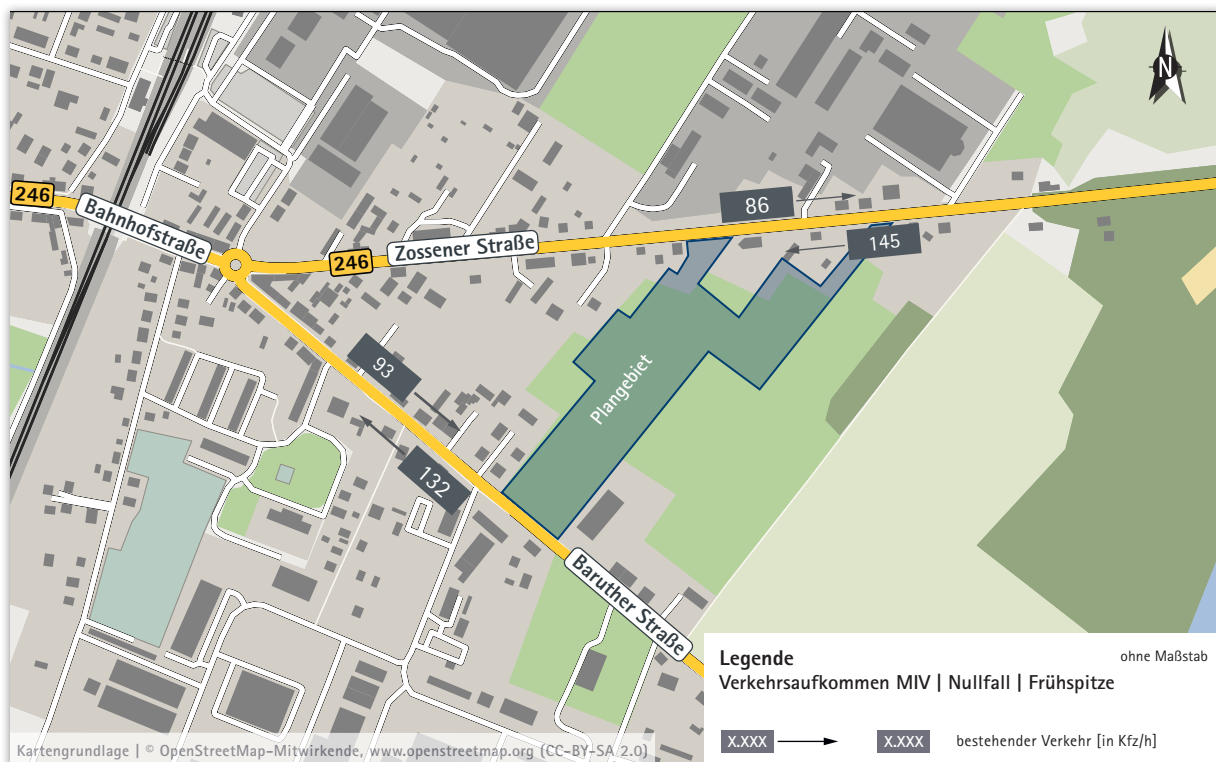 N
246
Bahnhofstraße
246
Zossener Straße
86
145
93
132
Plangebiet
Baruther Straße
Legende
ohne Maßstab
Verkehrsaufkommen MIV | Nullfall | Frühspitze
X.XXX X.XXX bestehender Verkehr [in Kfz/h]
Kartengrundlage | © OpenStreetMap-Mitwirkende, www.openstreetmap.org (CC-BY-SA 2.0)